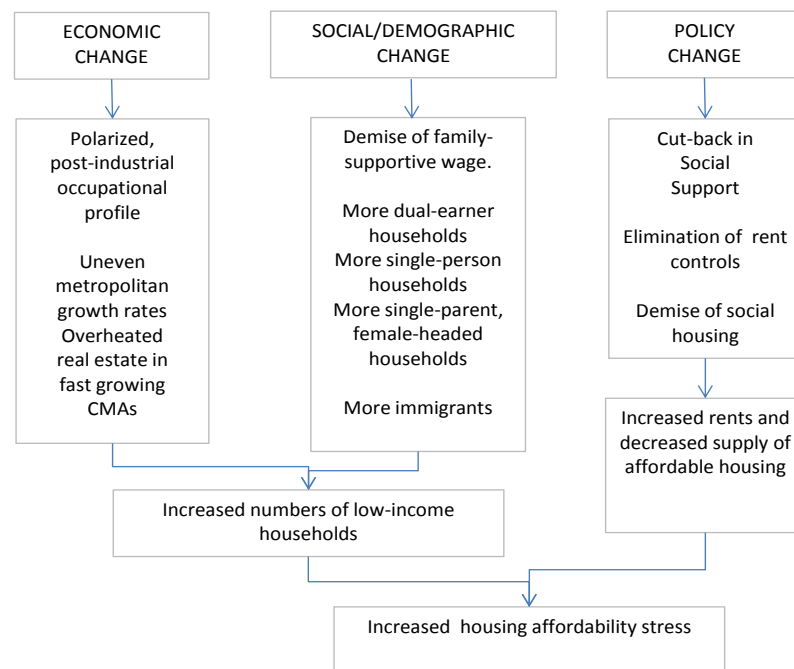 ECONOMIC
CHANGE
SOCIAL/DEMOGRAPHIC
CHANGE
POLICY
CHANGE
Polarized,
post-industrial
occupational
profile
Uneven
metropolitan
growth rates
Overheated
real estate in
fast growing
CMAs
Demise of family-
supportive wage.
More dual-earner
households
More single-person
households
More single-parent,
female-headed
households
More immigrants
Cut-back in
Social
Support
Elimination of rent
controls
Demise of social
housing
Increased rents and
decreased supply of
affordable housing
Increased numbers of low-income
households
Increased housing affordability stress